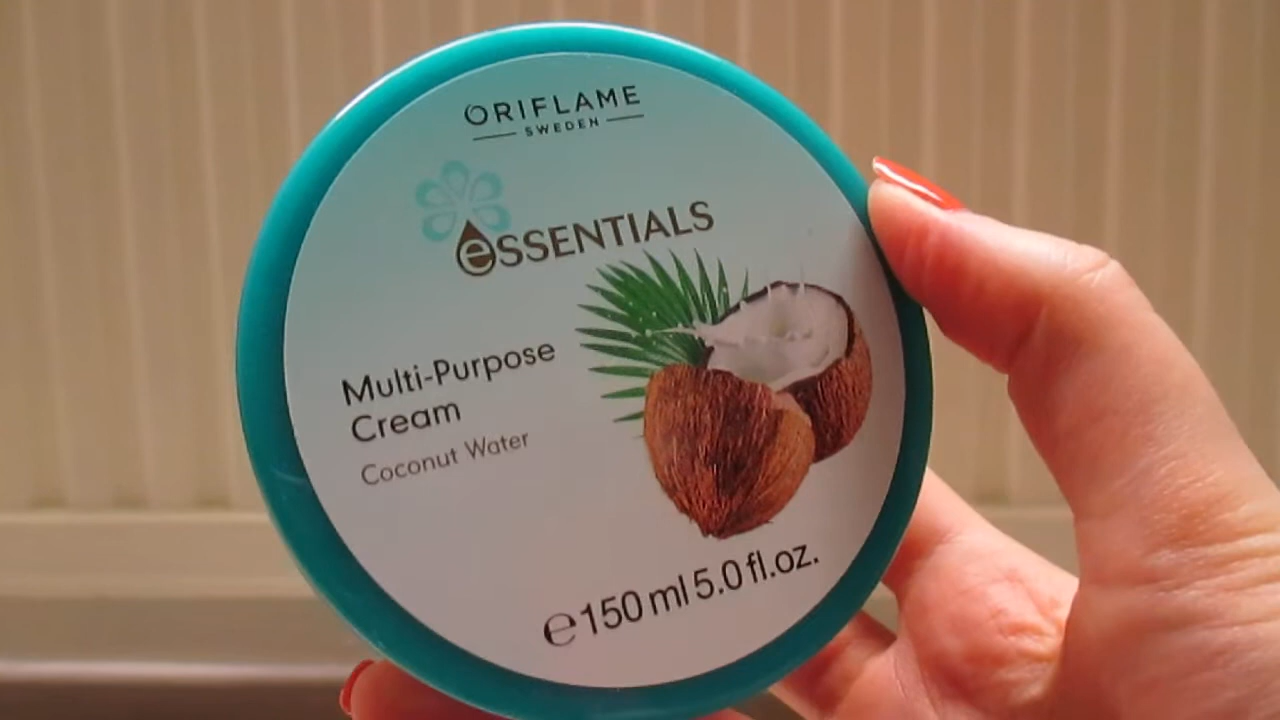 ORIFLAME
SWEDEN
eSSENTIALS
Multi-Purpose
Cream
Coconut Water
℮150 ml 5.0 fl.oz.